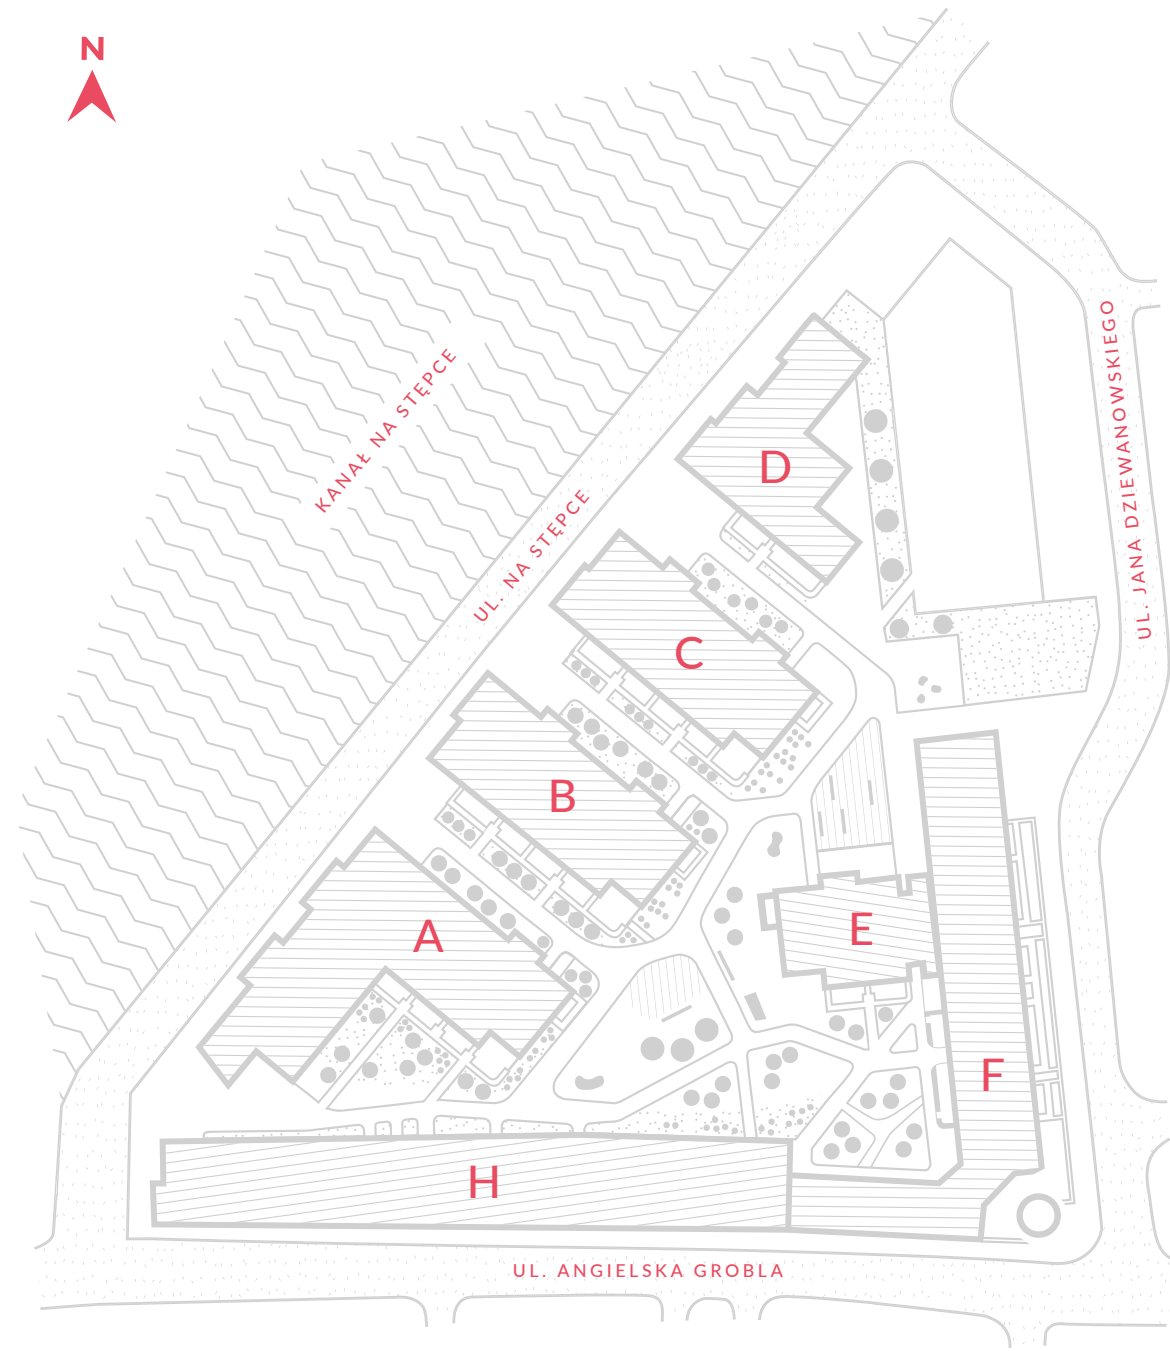 N
KANAŁ NA STĘPCE
UL. NA STĘPCE
UL. JANA DZIEWANOWSKIEGO
D
C
B
A
E
F
H
UL. ANGIELSKA GROBLA